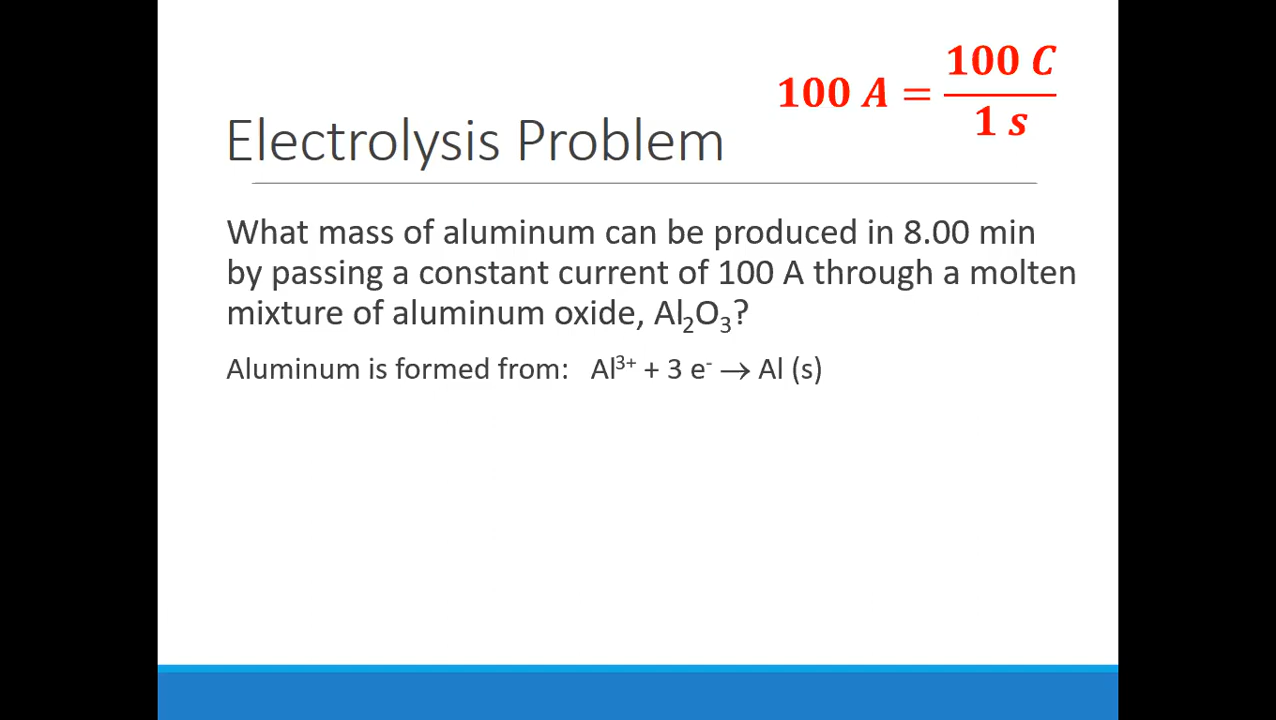 100 A = 100 C / 1 s
Electrolysis Problem
What mass of aluminum can be produced in 8.00 min
by passing a constant current of 100 A through a molten
mixture of aluminum oxide, Al₂O₃?
Aluminum is formed from: Al³⁺ + 3 e⁻ → Al (s)